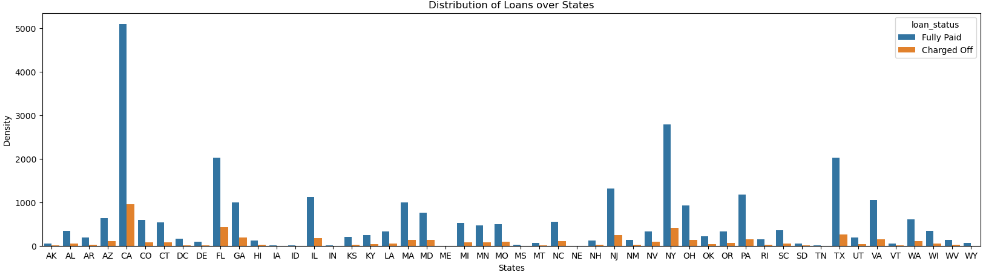 Distribution of Loans over States
loan_status
Fully Paid
Charged Off
5000
4000
3000
2000
1000
0
Density
AK AL AR AZ CA CO CT DC DE FL GA HI IA ID IL IN KS KY LA MA MD ME MI MN MO MS MT NC NE NH NJ NM NV NY OH OK OR PA RI SC SD TN TX UT VA VT WA WI WV WY
States